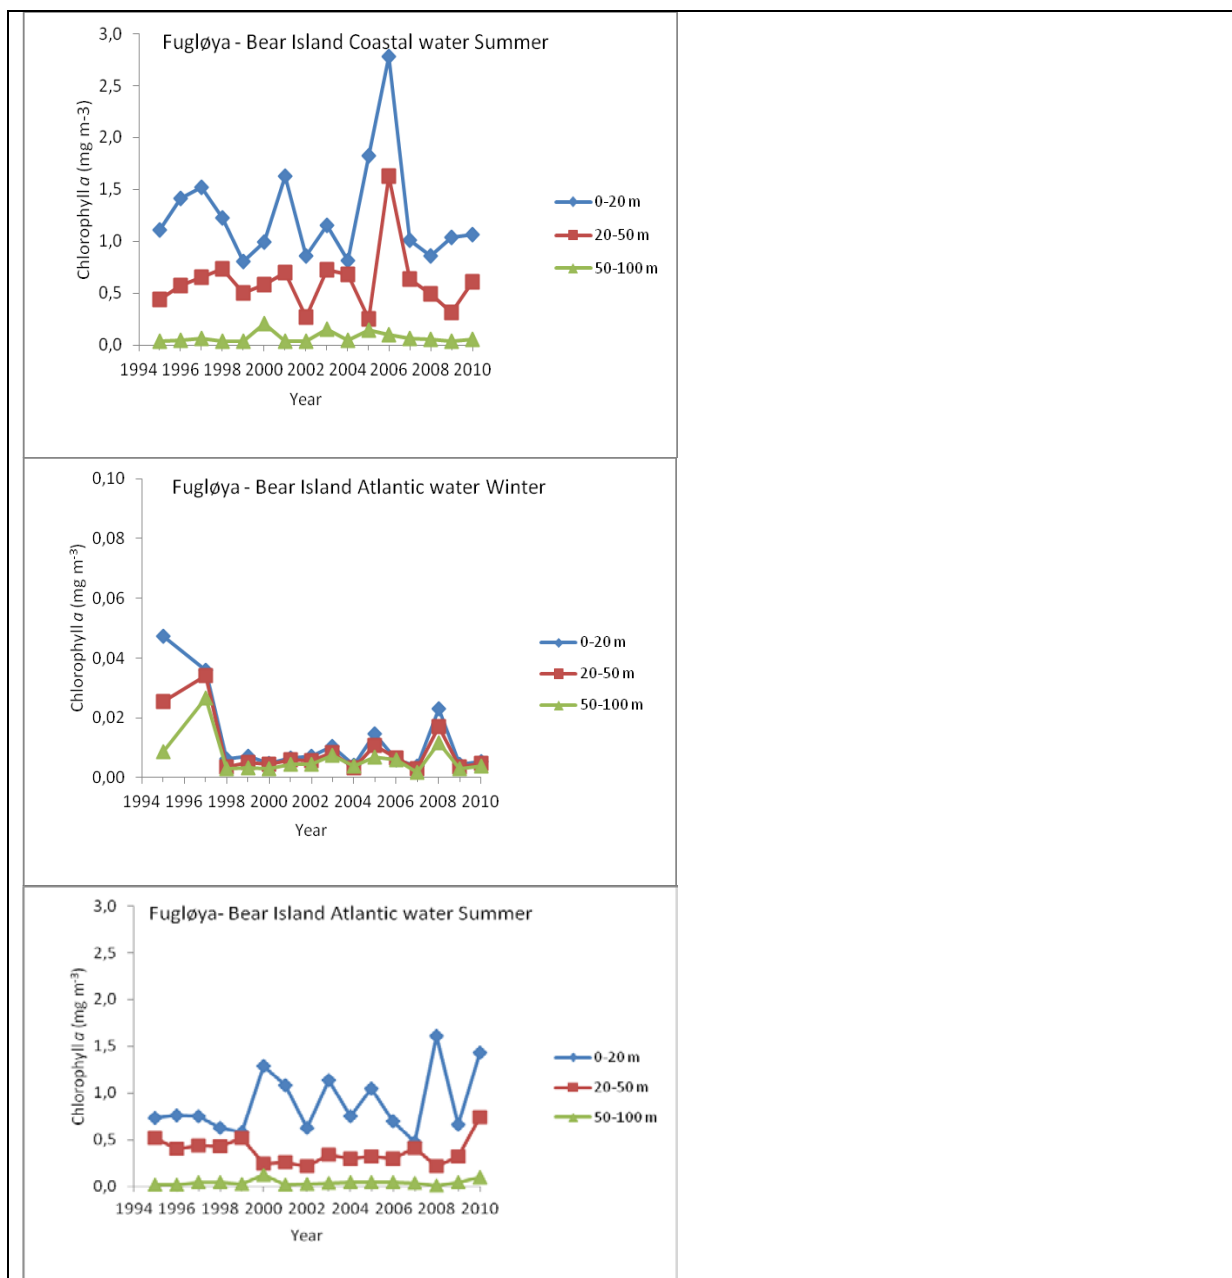 Fugløya - Bear Island Coastal water Summer
3,0
2,5
2,0
1,5
1,0
0,5
0,0
Chlorophyll a (mg m-3)
1994 1996 1998 2000 2002 2004 2006 2008 2010
Year
0-20 m
20-50 m
50-100 m
Fugløya - Bear Island Atlantic water Winter
0,10
0,08
0,06
0,04
0,02
0,00
Chlorophyll a (mg m-3)
1994 1996 1998 2000 2002 2004 2006 2008 2010
Year
0-20 m
20-50 m
50-100 m
Fugløya- Bear Island Atlantic water Summer
3,0
2,5
2,0
1,5
1,0
0,5
0,0
Chlorophyll a (mg m-3)
1994 1996 1998 2000 2002 2004 2006 2008 2010
Year
0-20 m
20-50 m
50-100 m